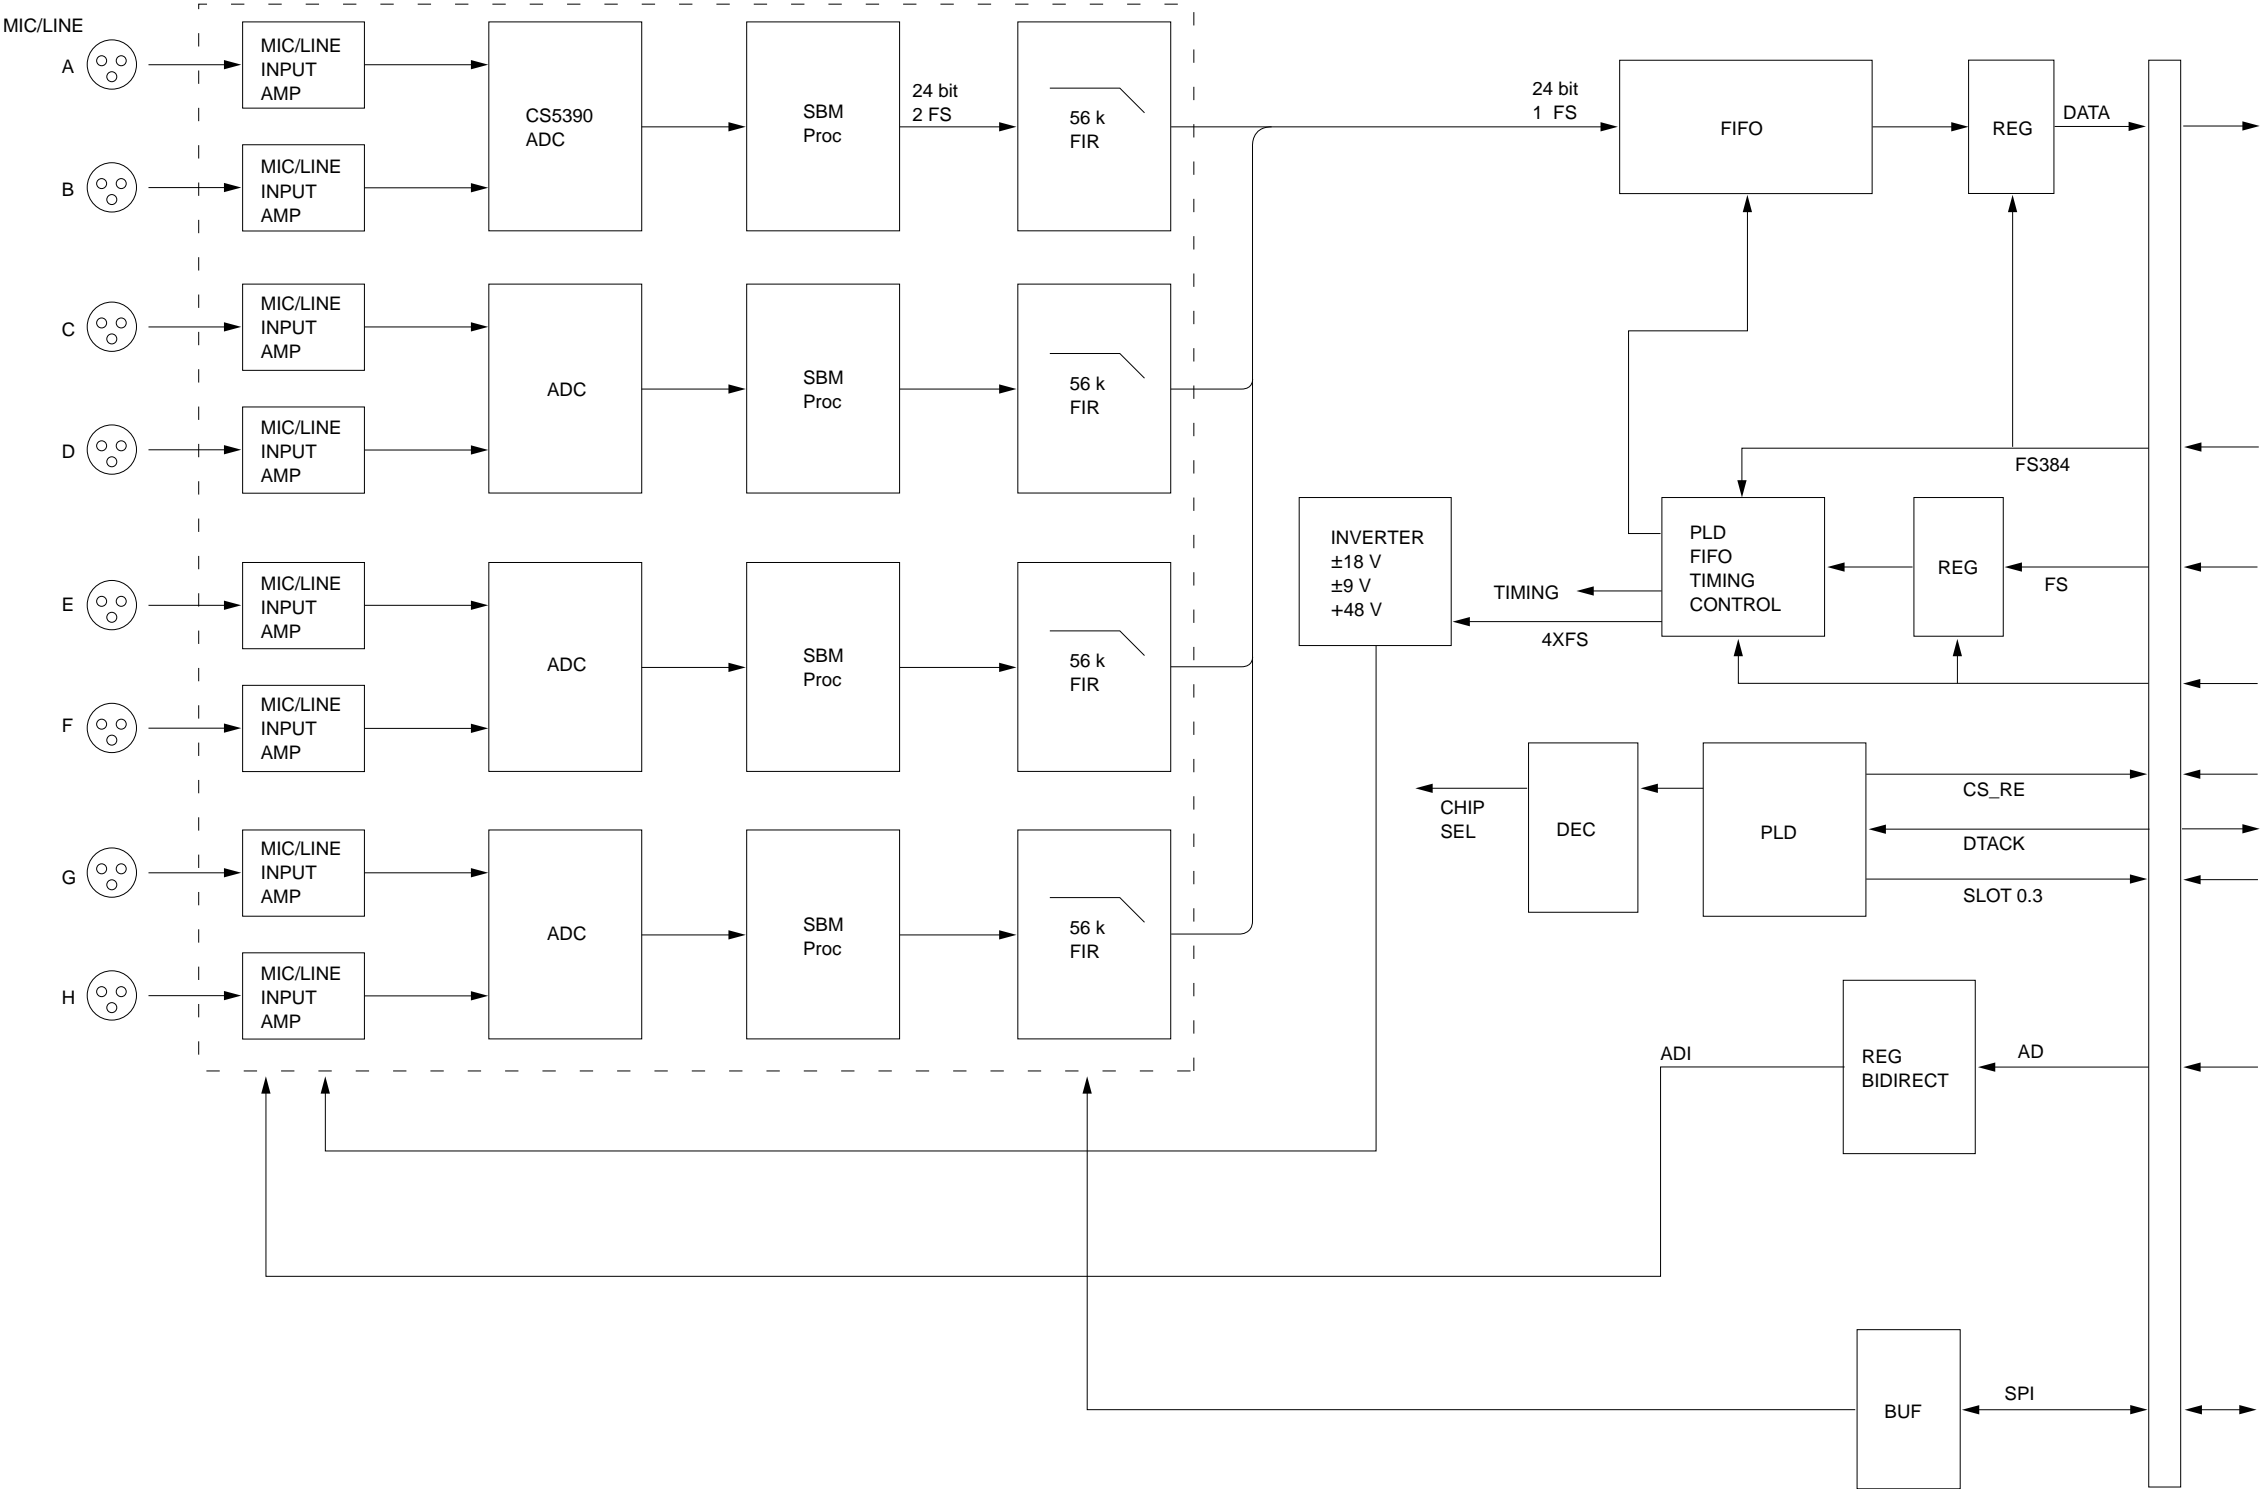 MIC/LINE
A
MIC/LINE
INPUT
AMP
B
MIC/LINE
INPUT
AMP
CS5390
ADC
SBM
Proc
24 bit
2 FS
56 k
FIR
24 bit
1 FS
FIFO
REG
DATA
C
MIC/LINE
INPUT
AMP
D
MIC/LINE
INPUT
AMP
ADC
SBM
Proc
56 k
FIR
FS384
INVERTER
±18 V
±9 V
+48 V
TIMING
4XFS
PLD
FIFO
TIMING
CONTROL
REG
FS
E
MIC/LINE
INPUT
AMP
F
MIC/LINE
INPUT
AMP
ADC
SBM
Proc
56 k
FIR
CHIP
SEL
DEC
PLD
CS_RE
DTACK
SLOT 0.3
G
MIC/LINE
INPUT
AMP
H
MIC/LINE
INPUT
AMP
ADC
SBM
Proc
56 k
FIR
ADI
REG
BIDIRECT
AD
BUF
SPI